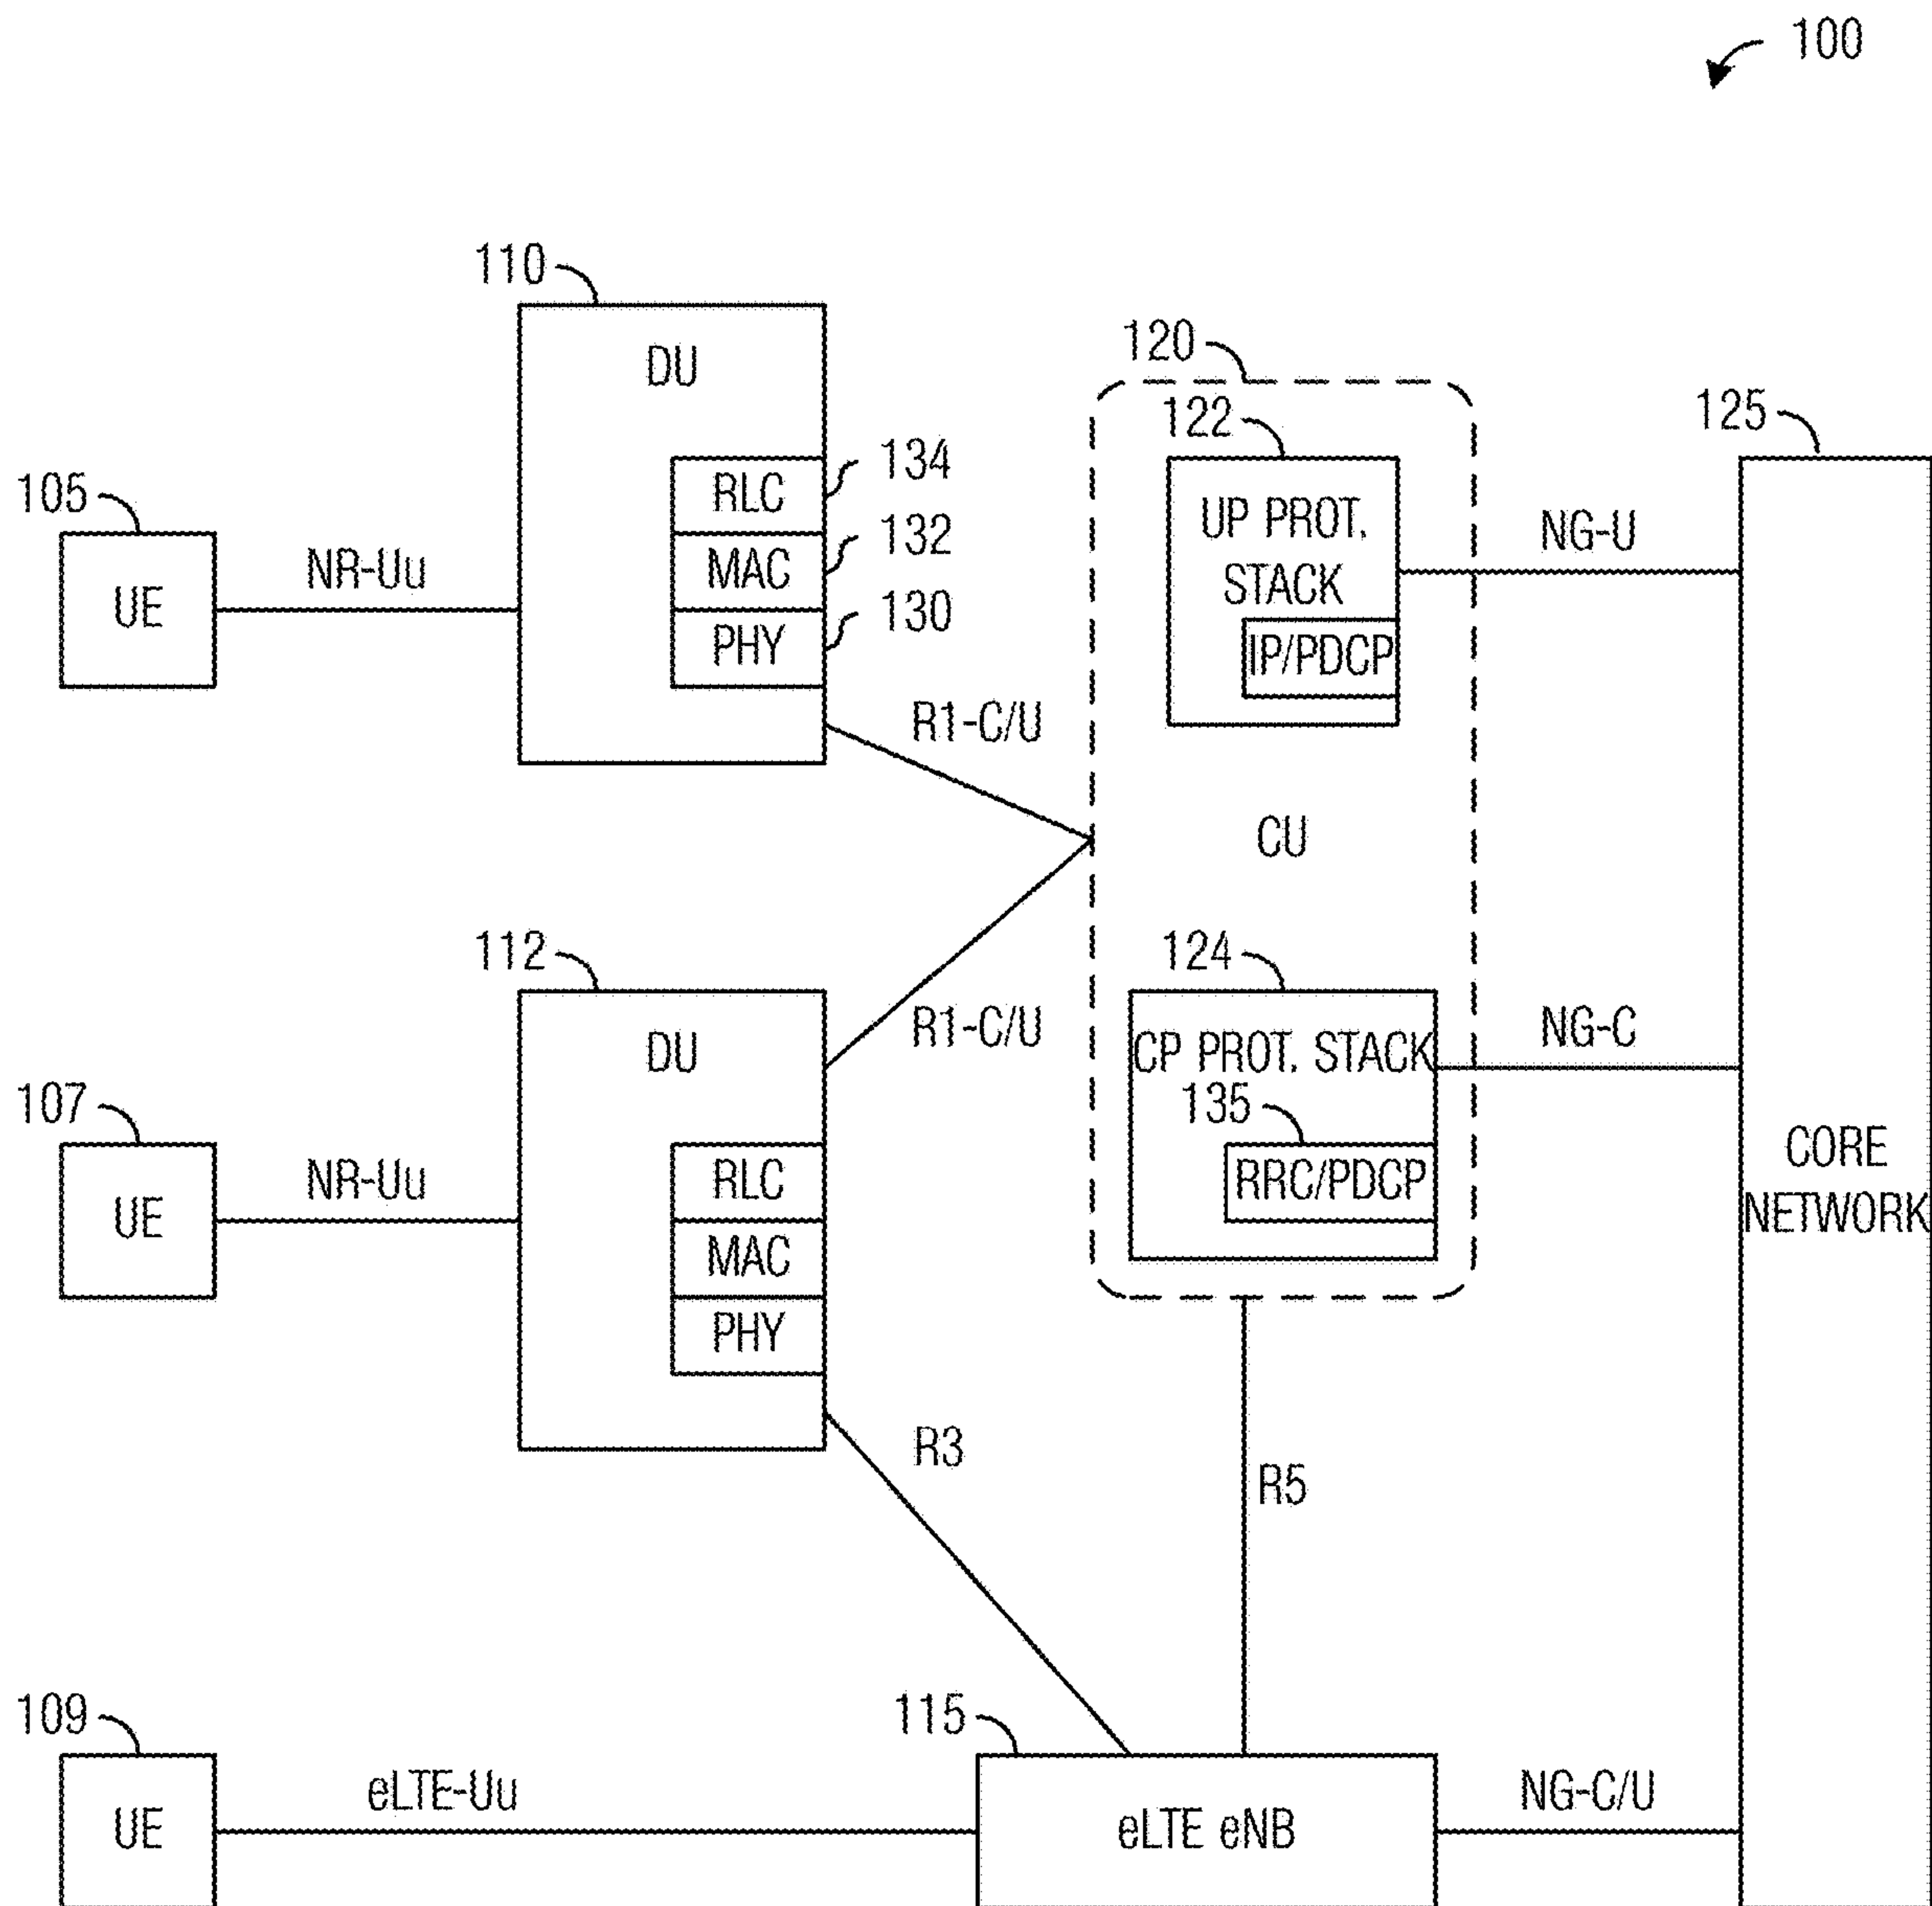 100
110
DU
120
122
125
134
RLC
105
UP PROT.
NG-U
132
MAC
NR-Uu
UE
STACK
130
PHY
IP/PDCP
R1-C/U
CU
112
124
R1-C/U
NG-C
DU
CP PROT. STACK
107
135
CORE
NR-Uu
RLC
RRC/PDCP
UE
NETWORK
MAC
PHY
R3
R5
109
115
eLTE-Uu
NG-C/U
UE
eLTE eNB